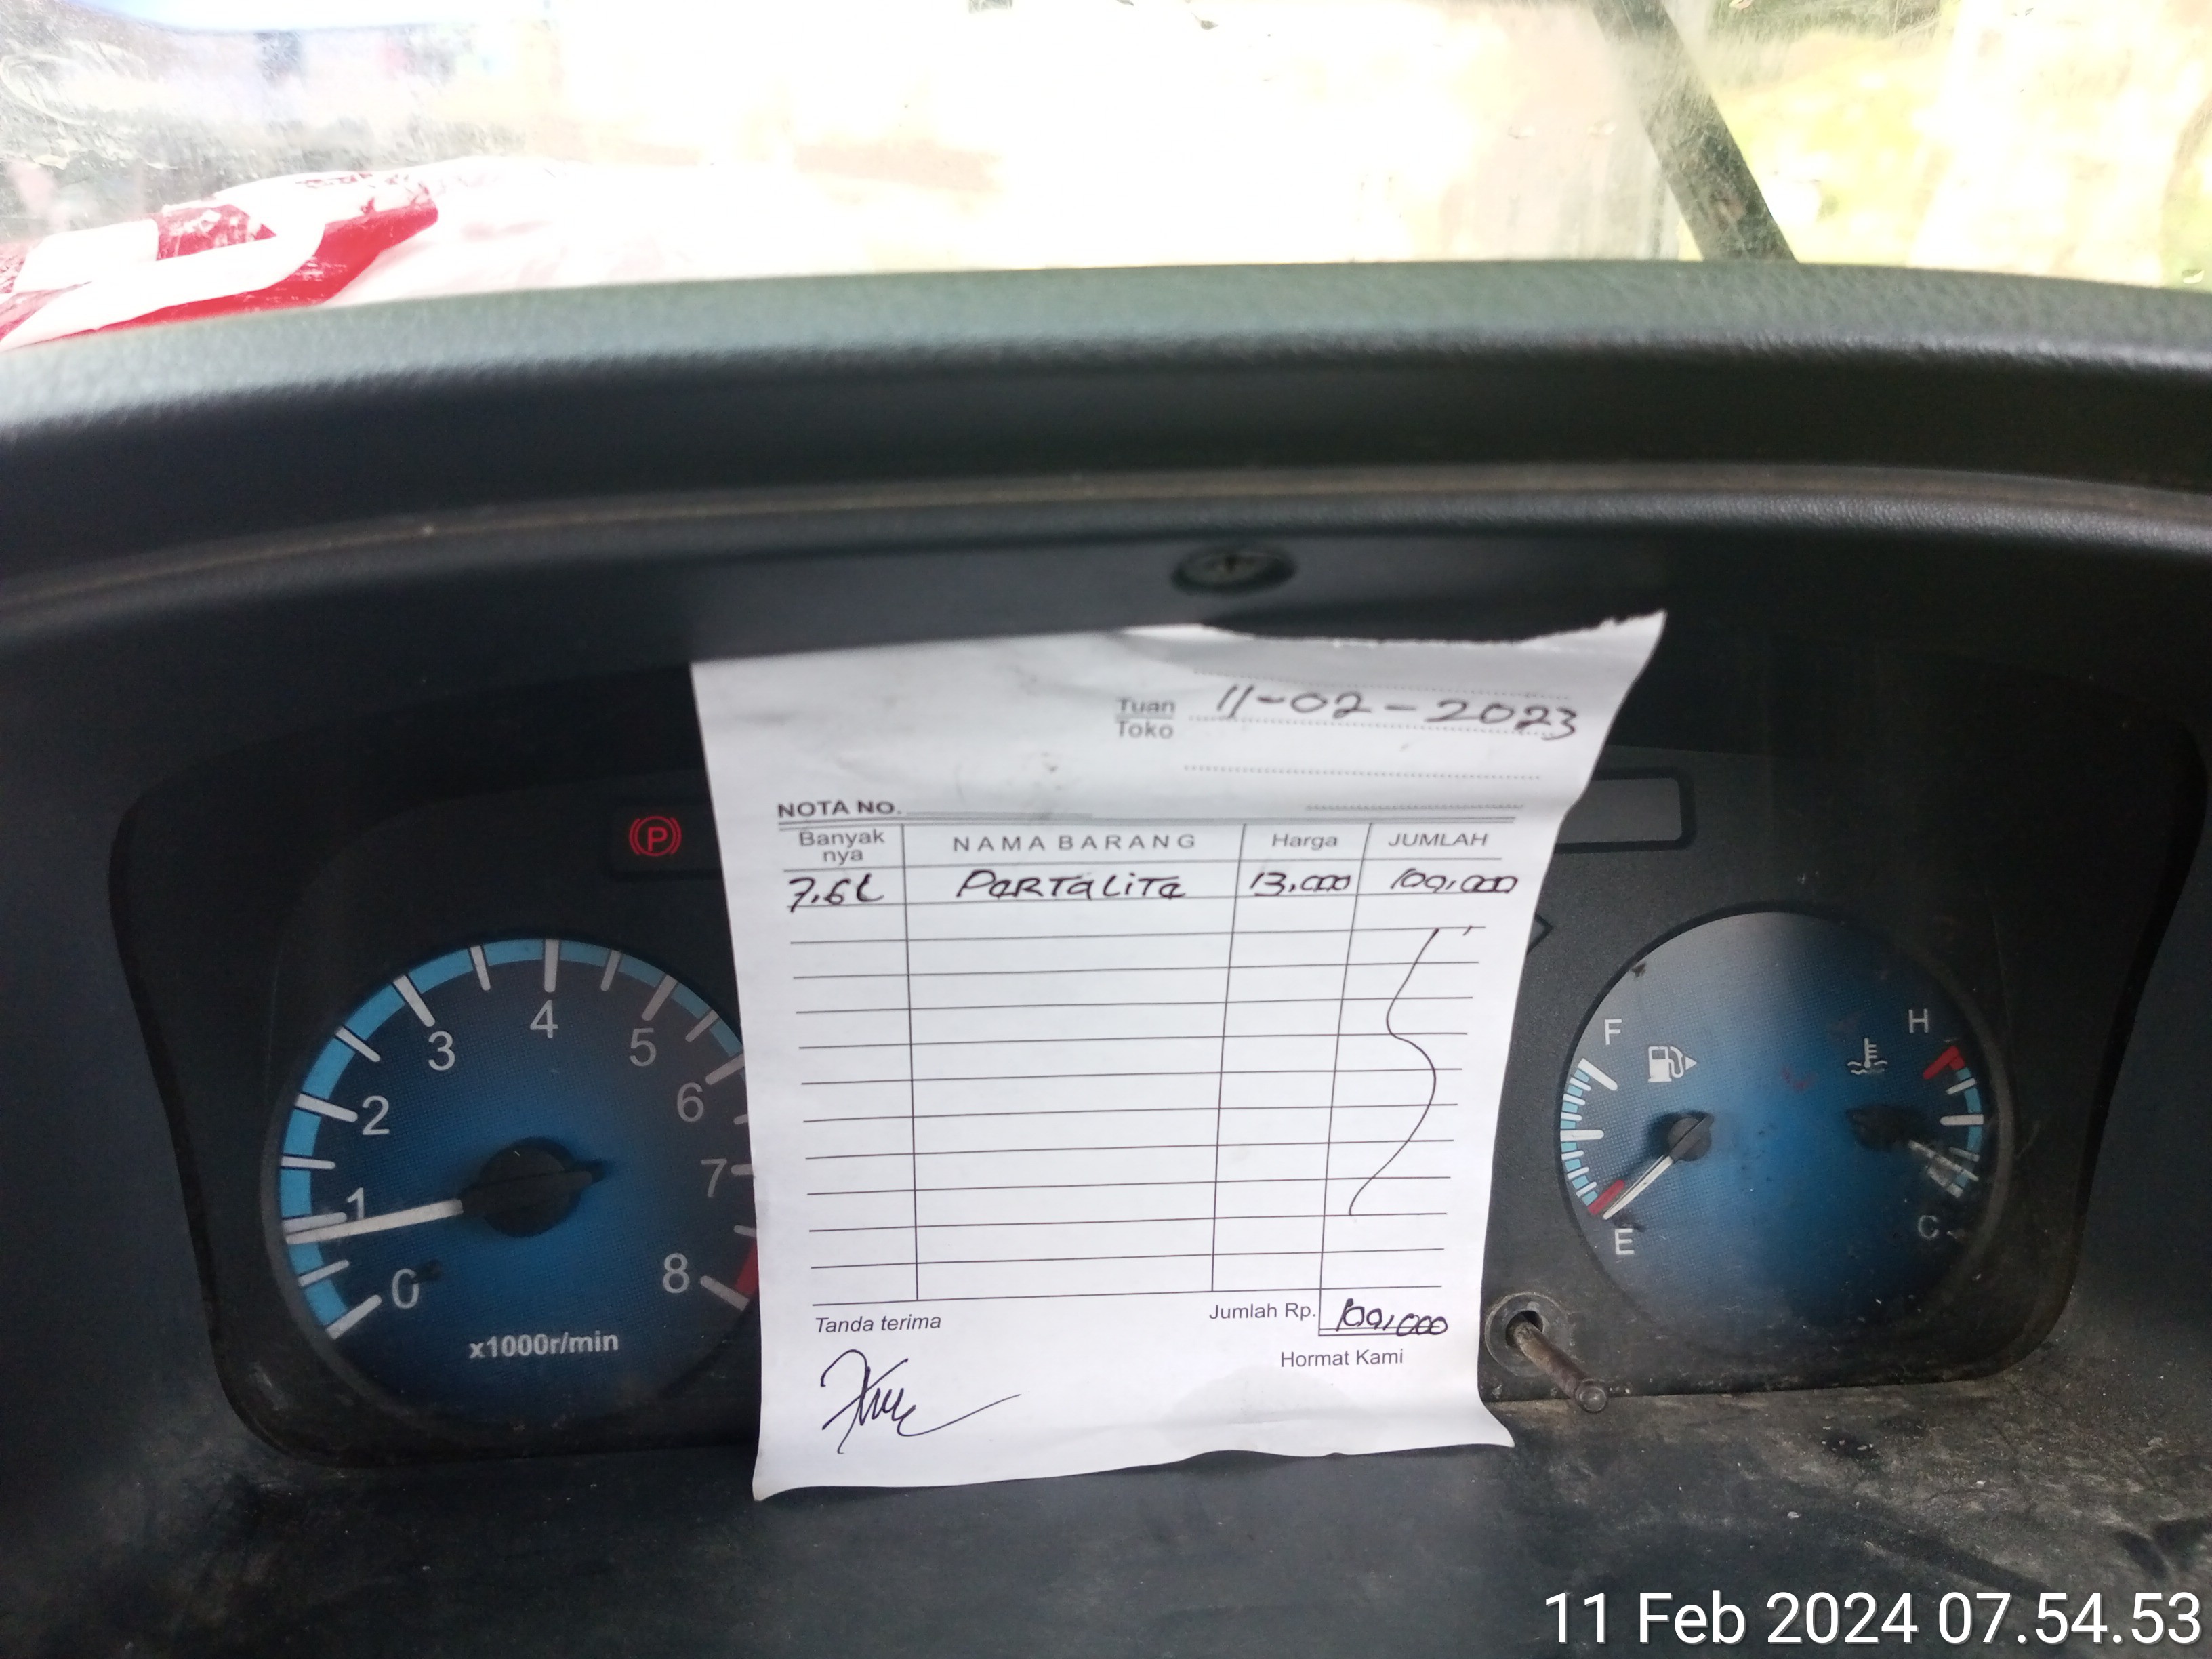 Tuan 11-02-2023
Toko
NOTA NO.
Banyak nya NAMA BARANG Harga JUMLAH
7.6L PERTALITE 13,000 100,000
Tanda terima Jumlah Rp. 100,000
Hormat Kami
P
0 1 2 3 4 5 6 7 8
x1000r/min
F H
E C
11 Feb 2024 07.54.53